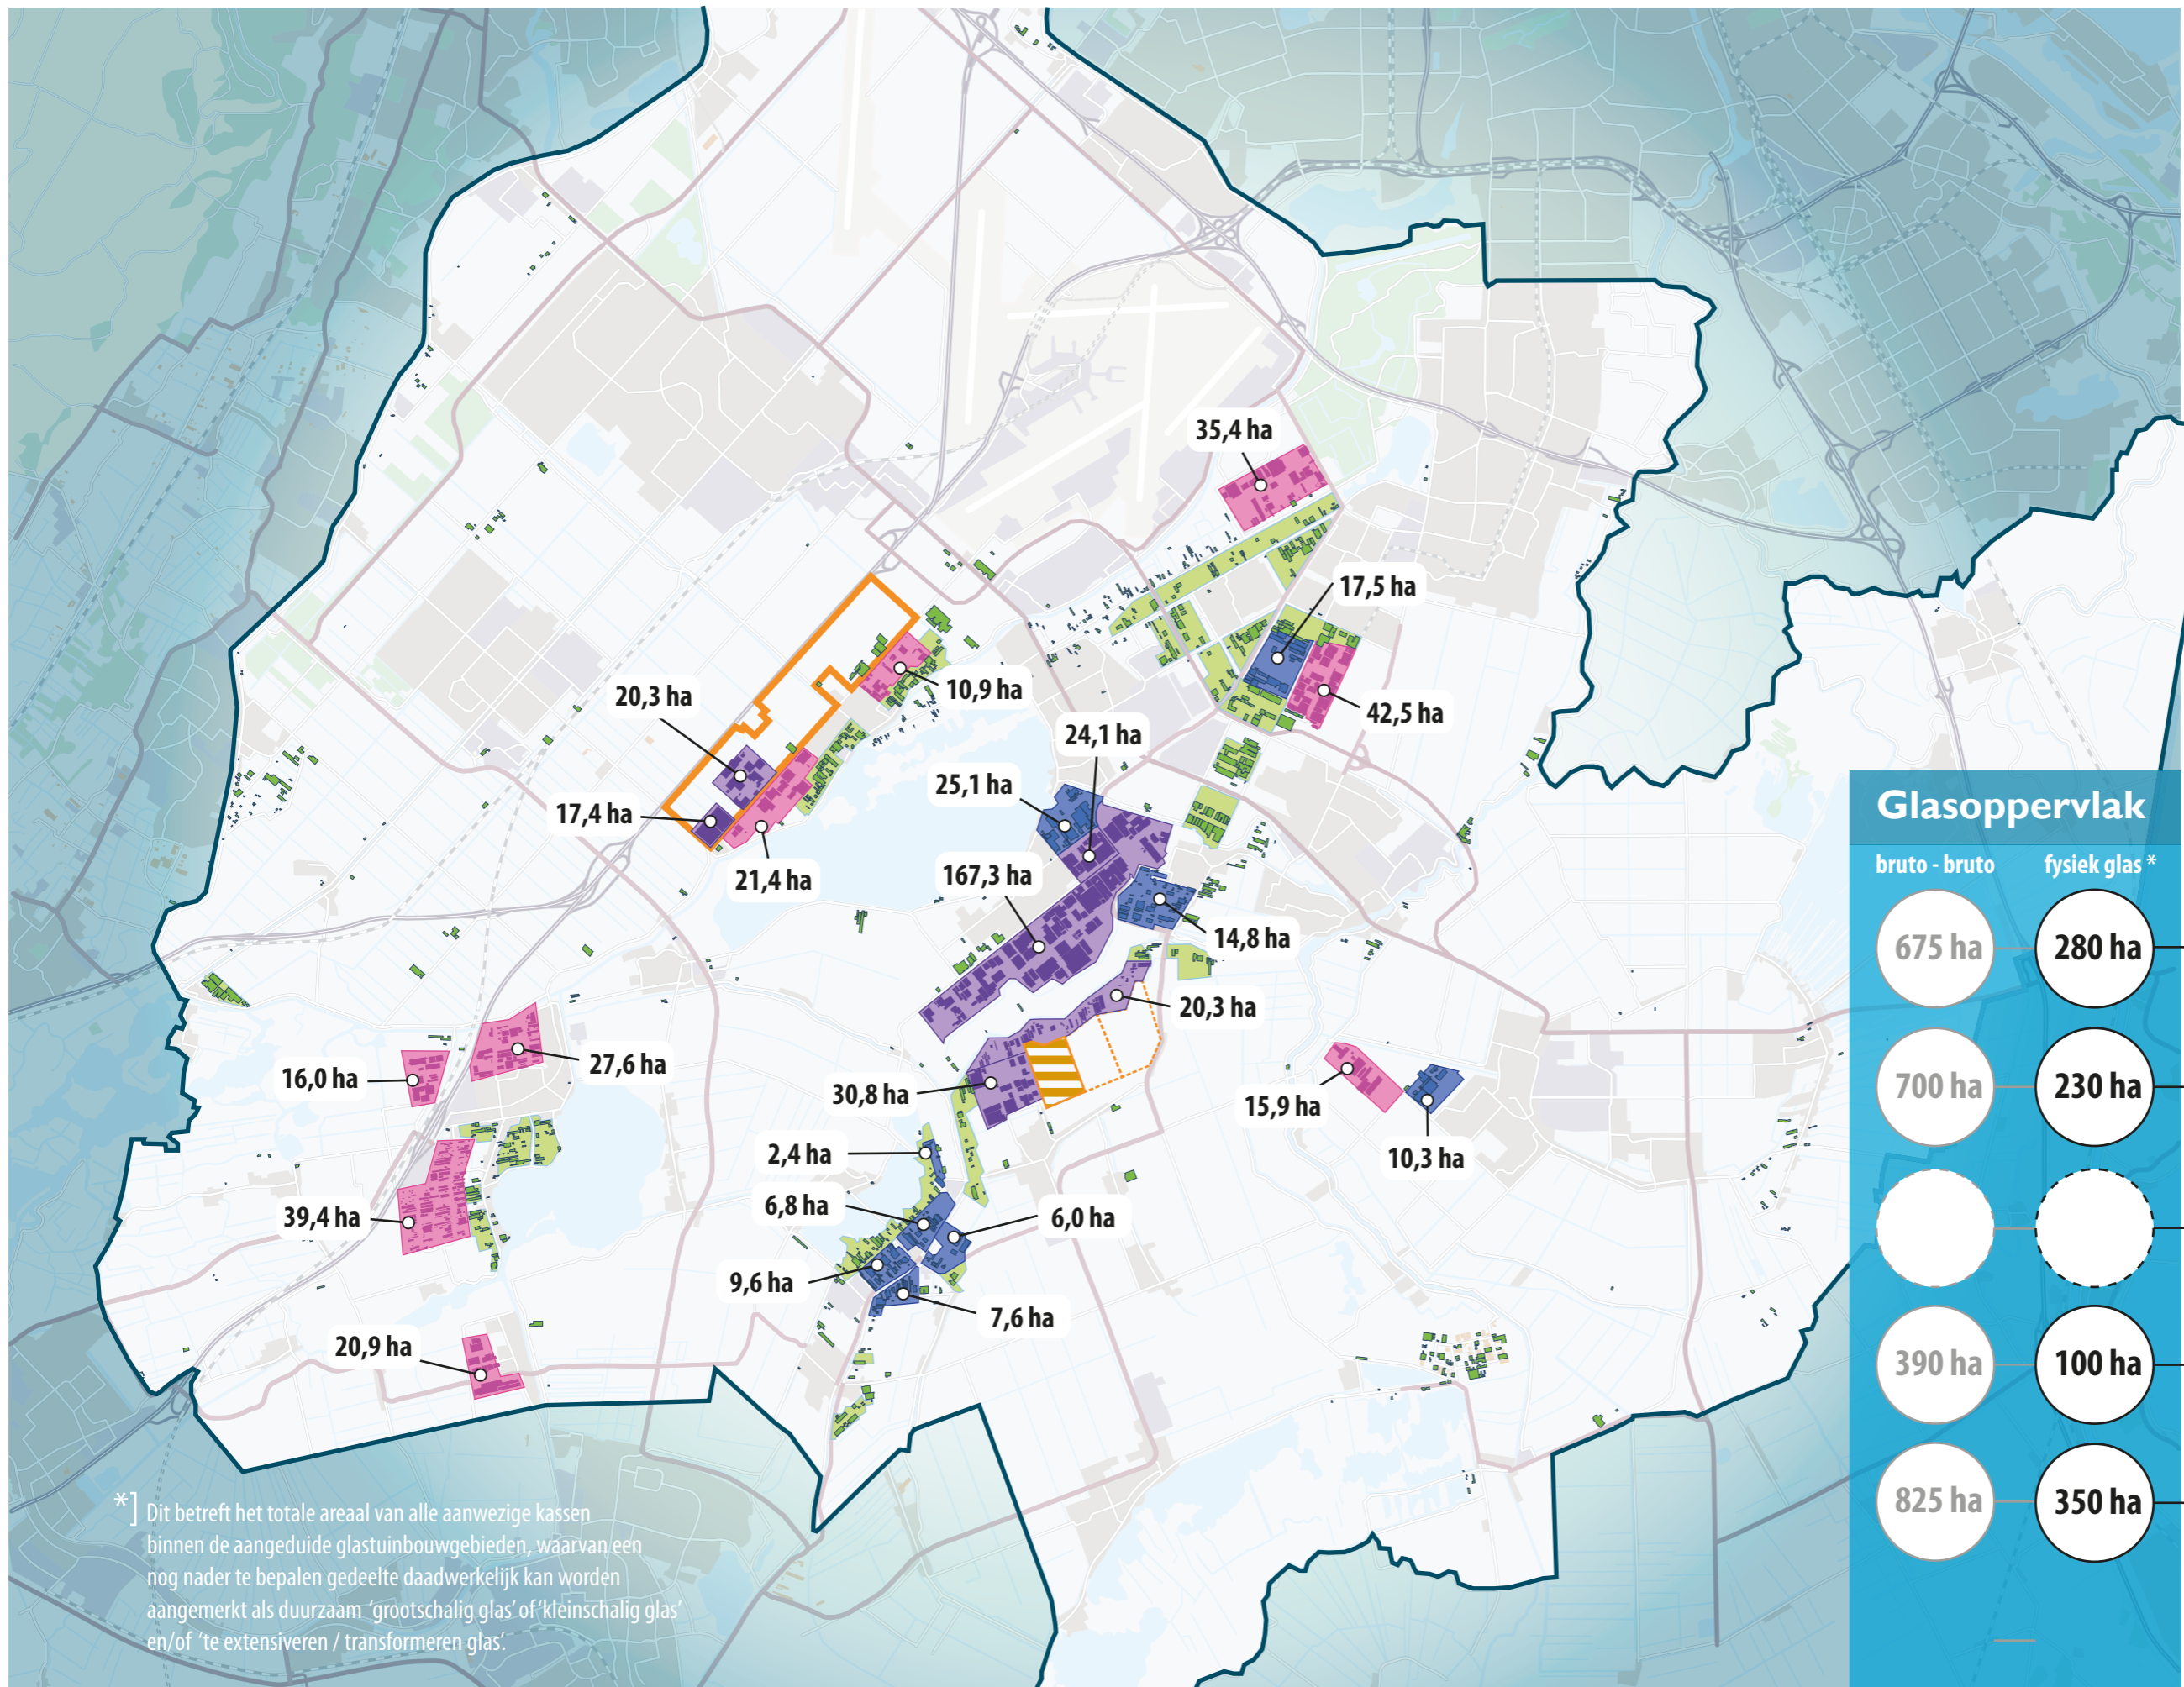 35,4 ha
17,5 ha
10,9 ha
20,3 ha
42,5 ha
24,1 ha
25,1 ha
17,4 ha
21,4 ha
167,3 ha
14,8 ha
20,3 ha
27,6 ha
16,0 ha
30,8 ha
15,9 ha
10,3 ha
2,4 ha
6,8 ha
6,0 ha
39,4 ha
9,6 ha
7,6 ha
20,9 ha
Glasoppervlak
bruto - bruto fysiek glas *
675 ha 280 ha
700 ha 230 ha
390 ha 100 ha
825 ha 350 ha
*] Dit betreft het totale areaal van alle aanwezige kassen
binnen de aangeduide glastuinbouwgebieden, waarvan een
nog nader te bepalen gedeelte daadwerkelijk kan worden
aangemerkt als duurzaam ‘grootschalig glas’ of ‘kleinschalig glas’
en/of ‘te extensiveren / transformeren glas’.